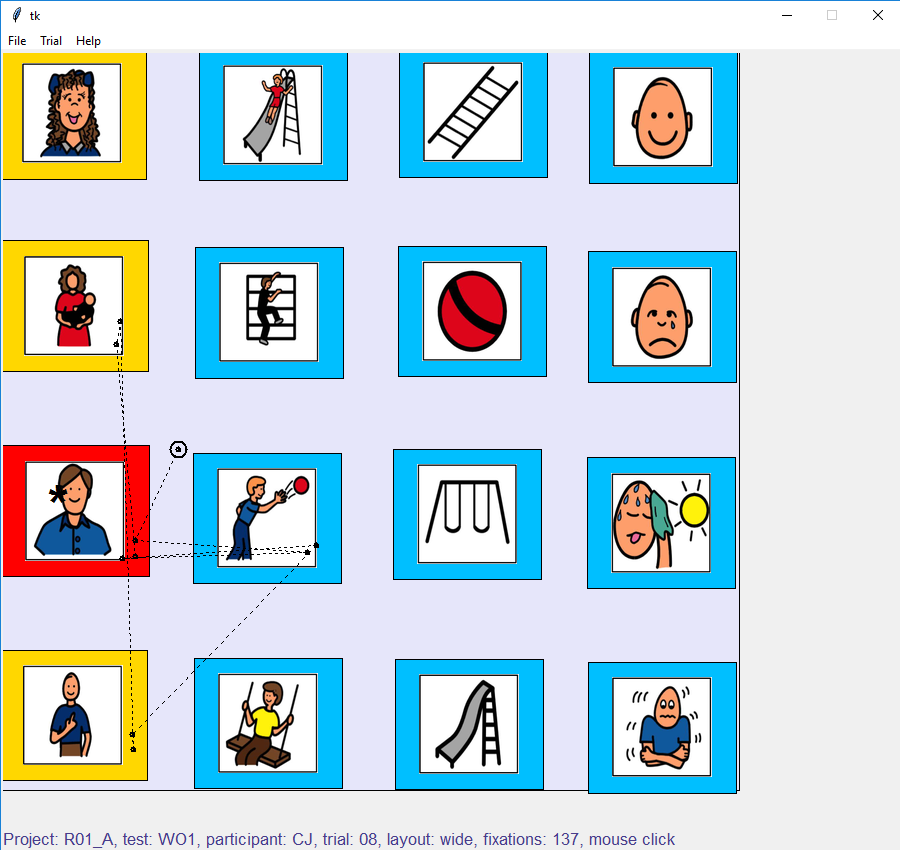 tk
File Trial Help
Project: R01_A, test: WO1, participant: CJ, trial: 08, layout: wide, fixations: 137, mouse click